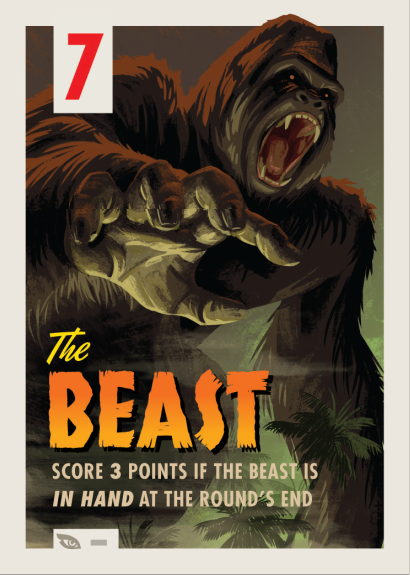 7
The
BEAST
SCORE 3 POINTS IF THE BEAST IS
IN HAND AT THE ROUND'S END